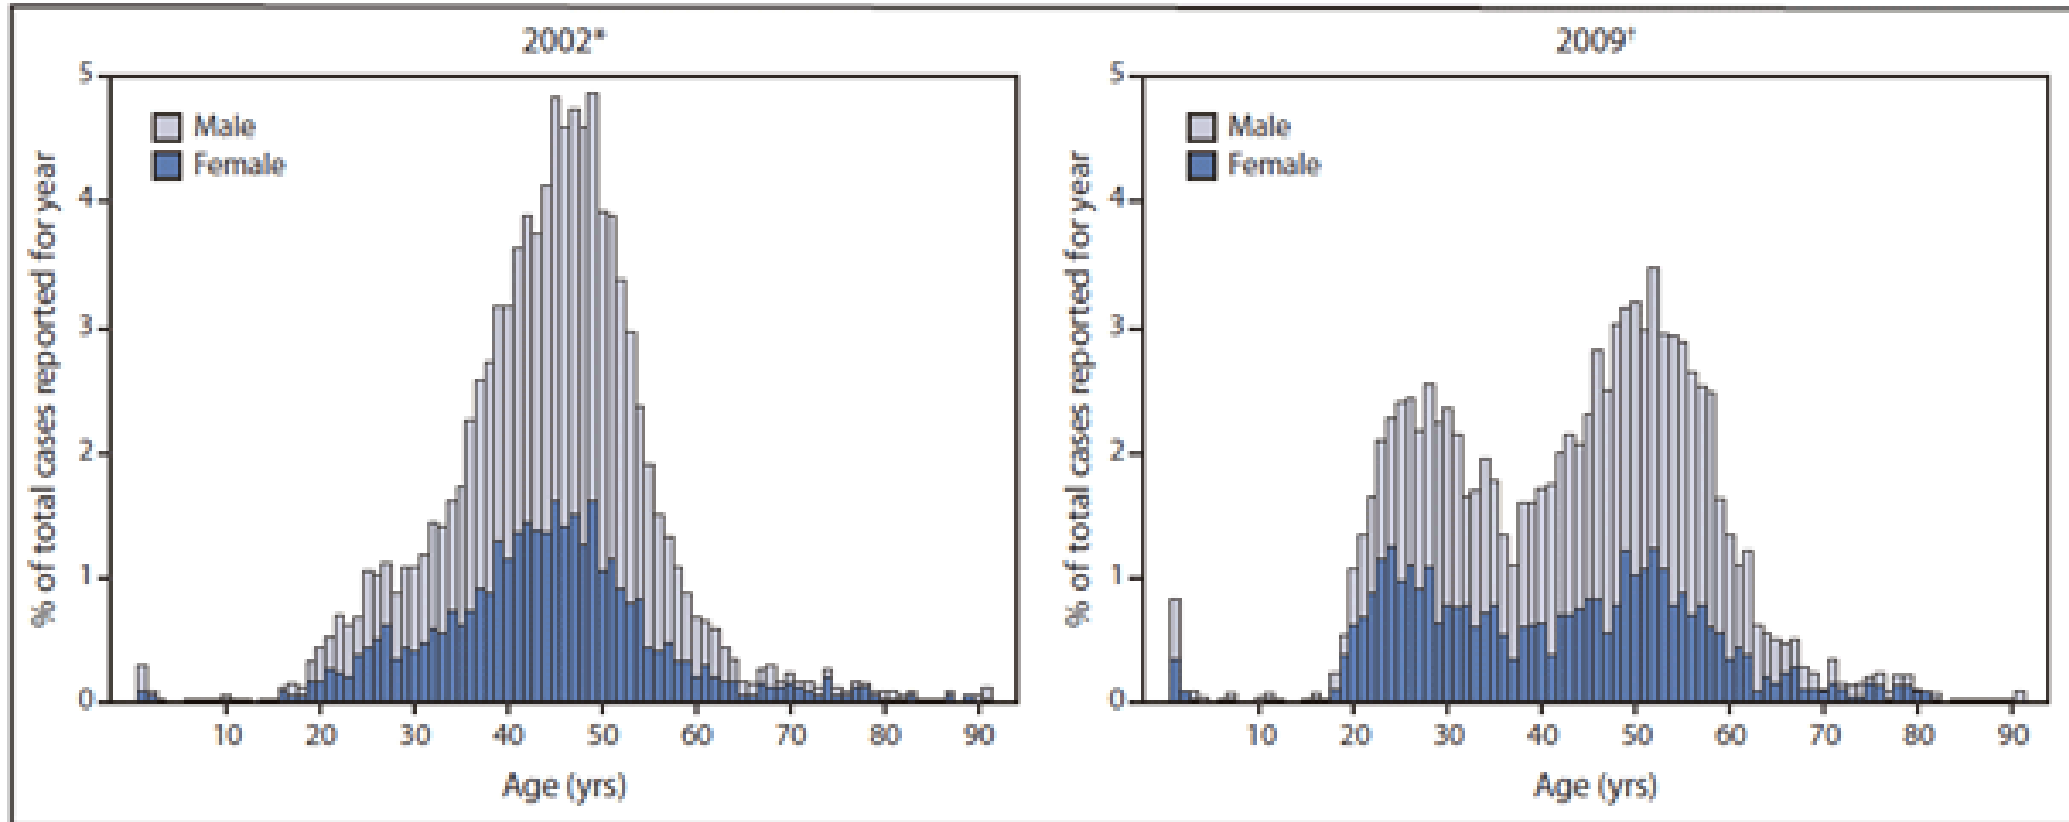 2002*
5
4
3
2
1
0
% of total cases reported for year
Male
Female
10 20 30 40 50 60 70 80 90
Age (yrs)
2009†
5
4
3
2
1
0
% of total cases reported for year
Male
Female
10 20 30 40 50 60 70 80 90
Age (yrs)